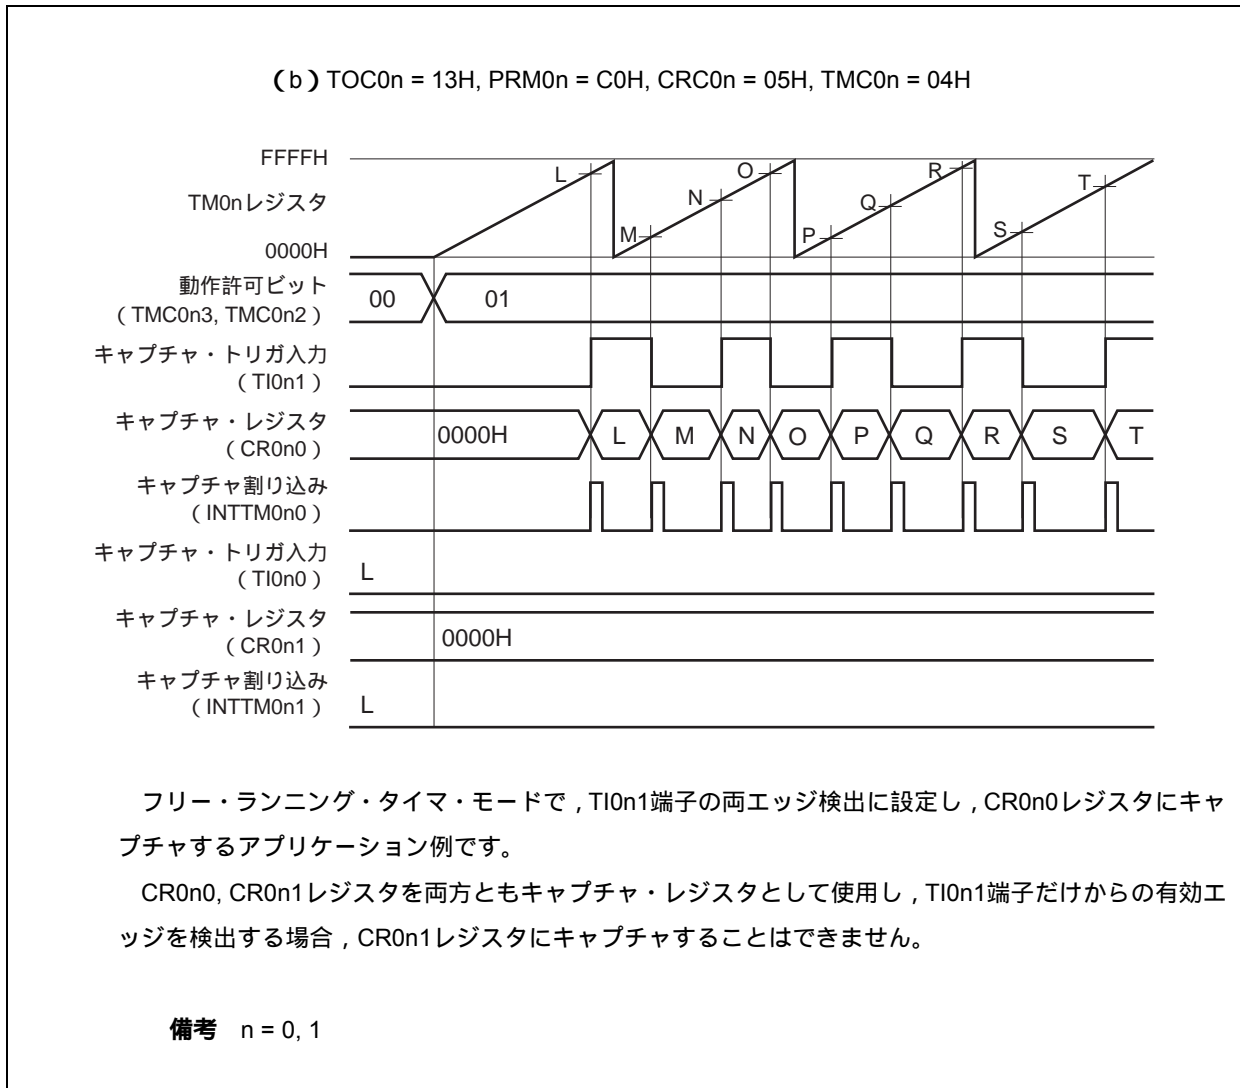 （b）TOC0n = 13H, PRM0n = C0H, CRC0n = 05H, TMC0n = 04H
FFFFH
TM0nレジスタ
0000H
L
M
N
O
P
Q
R
S
T
動作許可ビット
（TMC0n3, TMC0n2）
00
01
キャプチャ・トリガ入力
（TI0n1）
キャプチャ・レジスタ
（CR0n0）
0000H
L
M
N
O
P
Q
R
S
T
キャプチャ割り込み
（INTTM0n0）
キャプチャ・トリガ入力
（TI0n0）
L
キャプチャ・レジスタ
（CR0n1）
0000H
キャプチャ割り込み
（INTTM0n1）
L
フリー・ランニング・タイマ・モードで，TI0n1端子の両エッジ検出に設定し，CR0n0レジスタにキャ
プチャするアプリケーション例です。
CR0n0, CR0n1レジスタを両方ともキャプチャ・レジスタとして使用し，TI0n1端子だけからの有効エ
ッジを検出する場合，CR0n1レジスタにキャプチャすることはできません。
備考 n = 0, 1